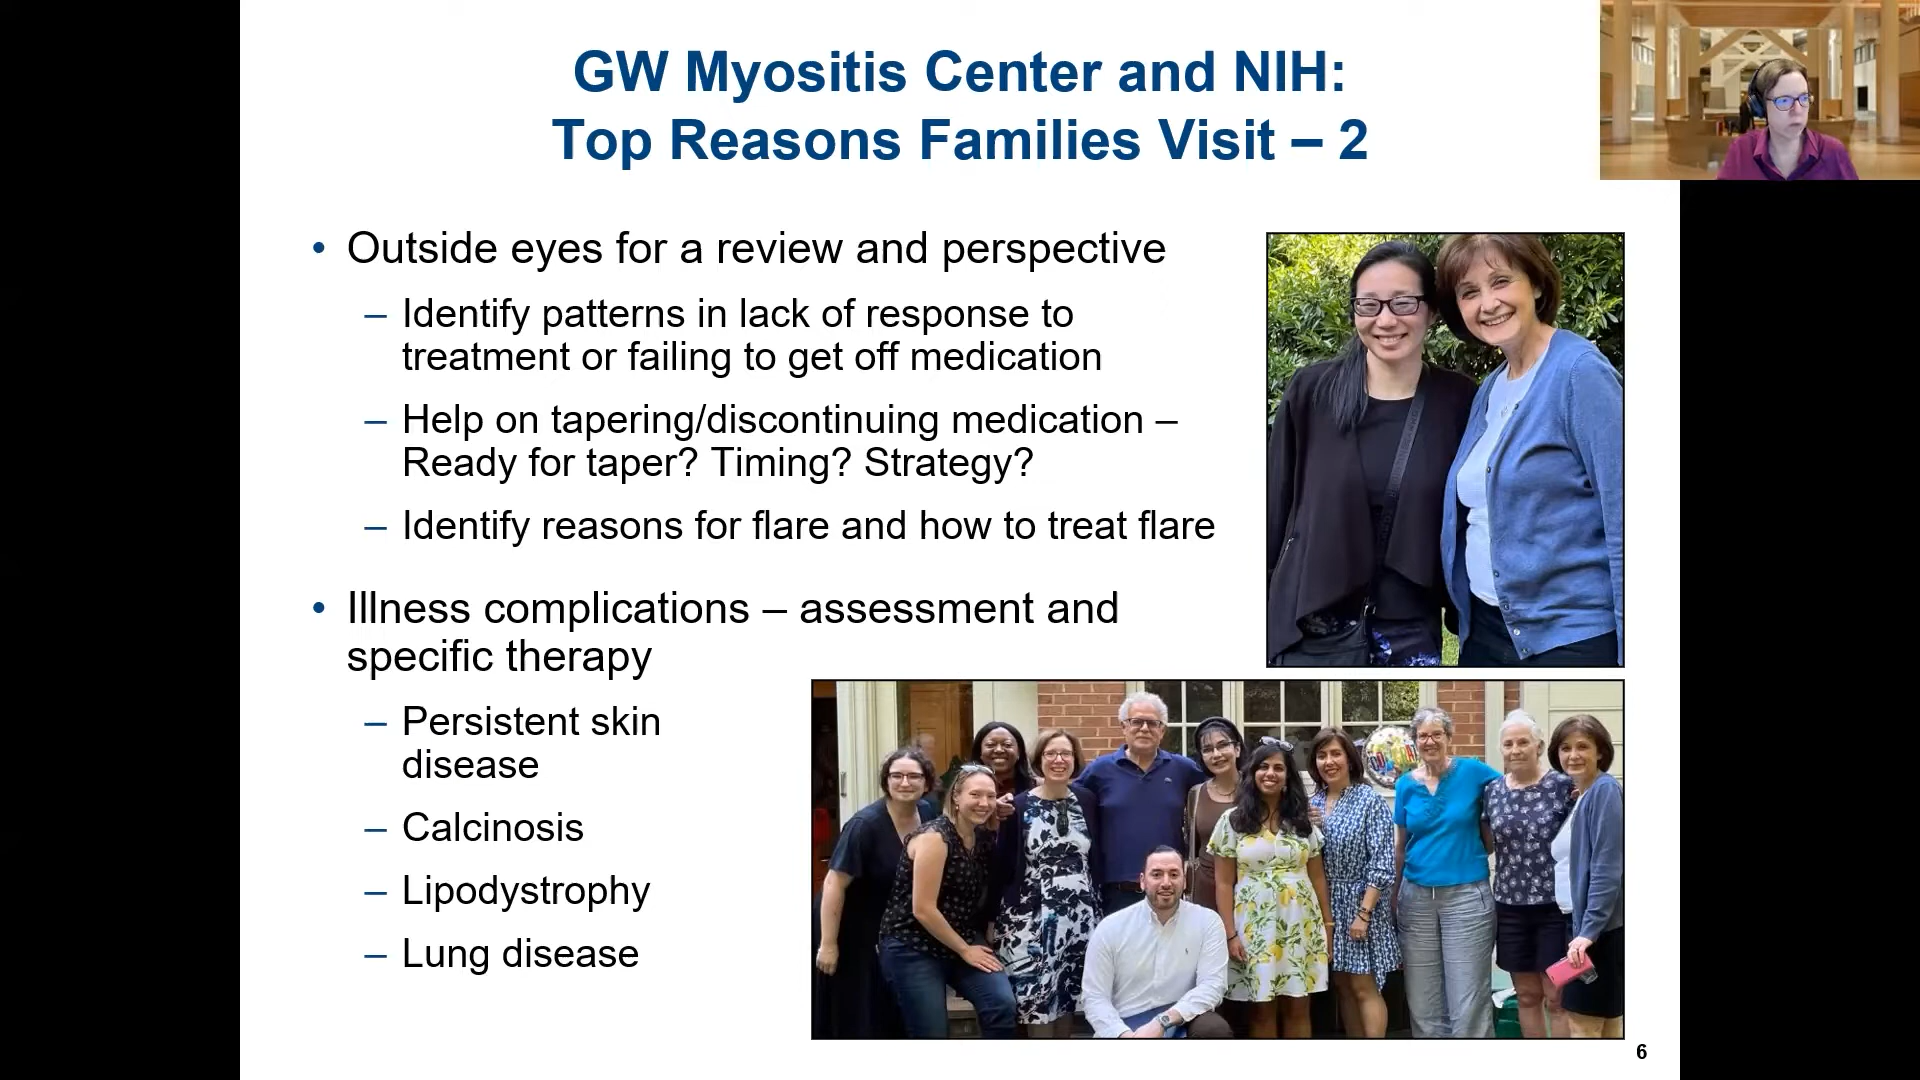 GW Myositis Center and NIH:
Top Reasons Families Visit – 2
• Outside eyes for a review and perspective
– Identify patterns in lack of response to
treatment or failing to get off medication
– Help on tapering/discontinuing medication –
Ready for taper? Timing? Strategy?
– Identify reasons for flare and how to treat flare
• Illness complications – assessment and
specific therapy
– Persistent skin
disease
– Calcinosis
– Lipodystrophy
– Lung disease
6